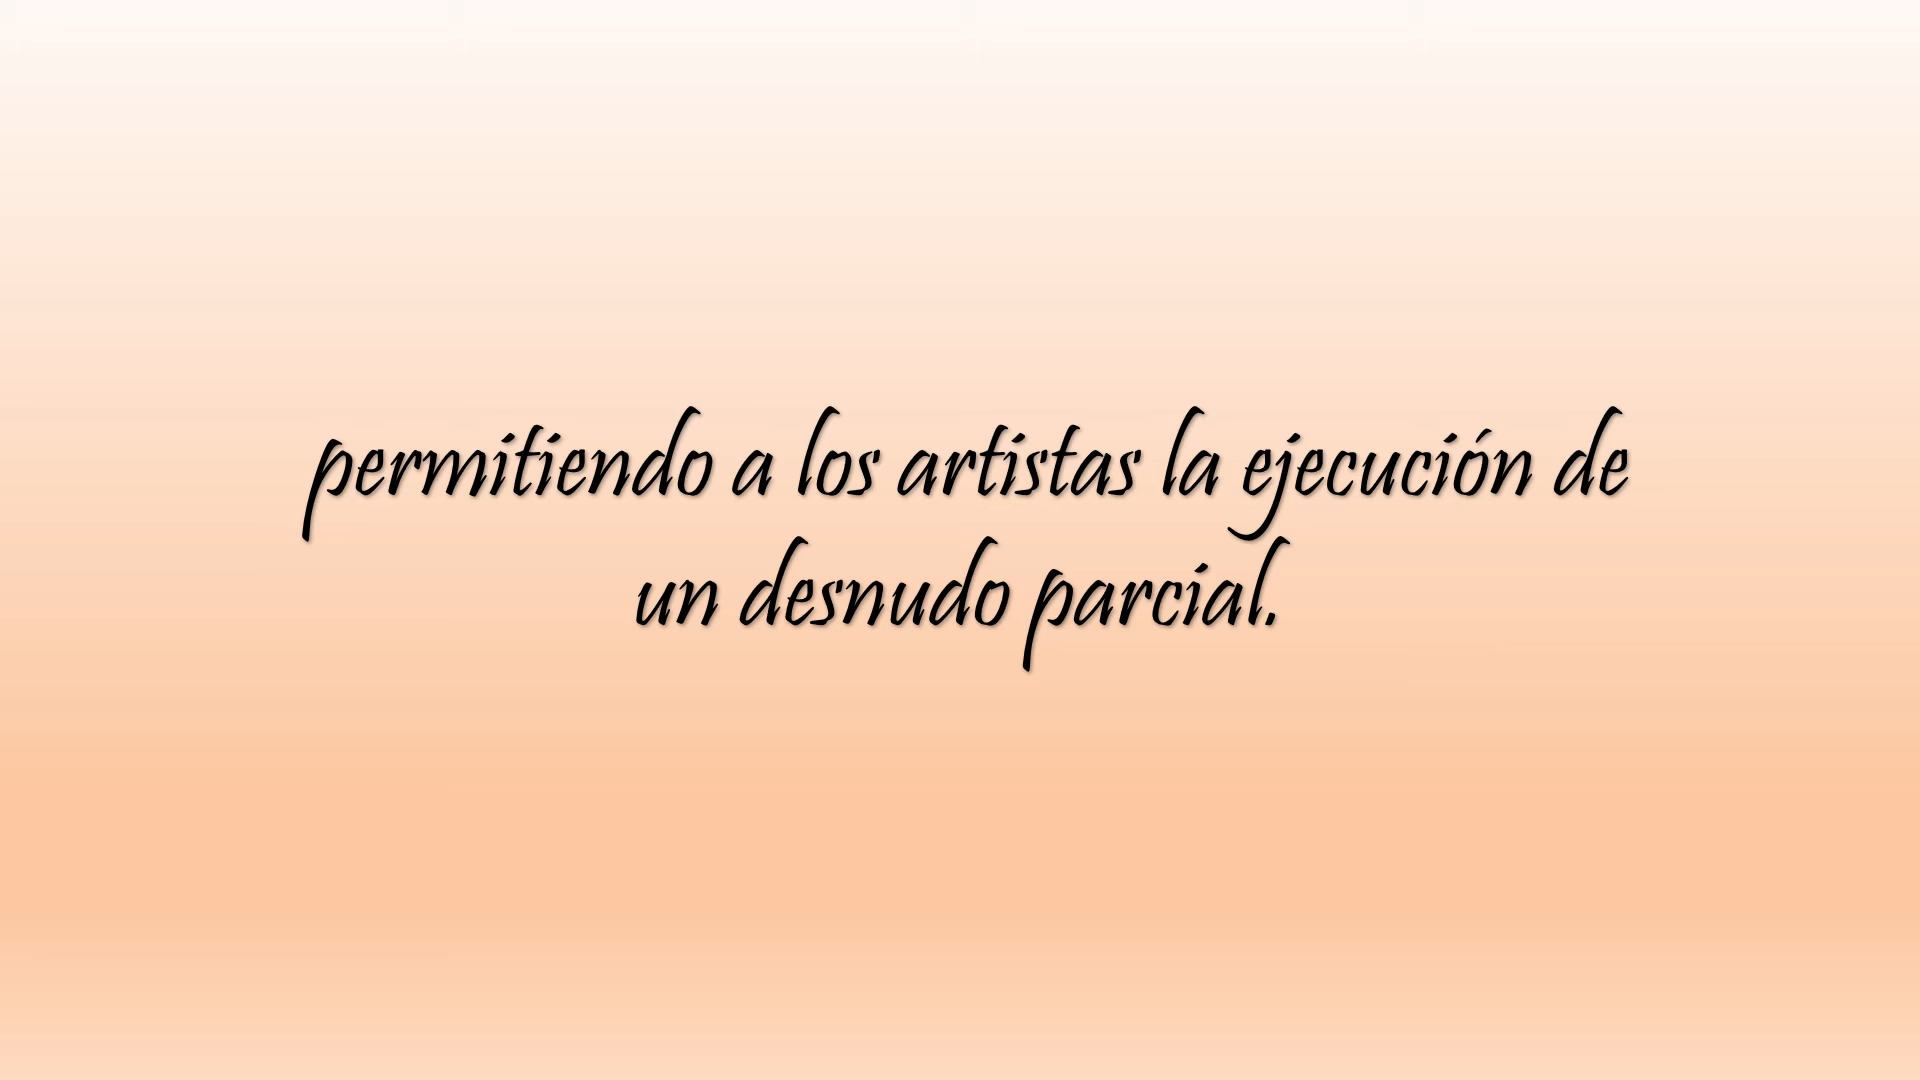 permitiendo a los artistas la ejecución de
un desnudo parcial.